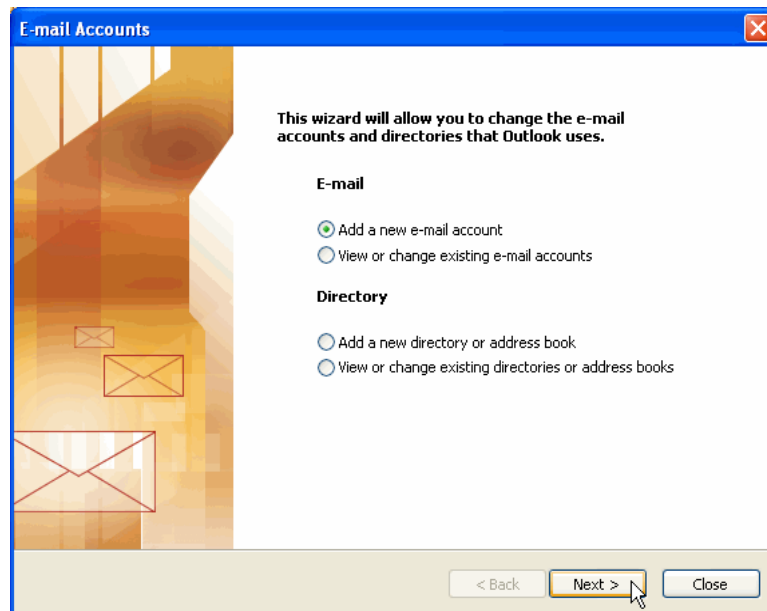 E-mail Accounts
This wizard will allow you to change the e-mail
accounts and directories that Outlook uses.
E-mail
Add a new e-mail account
View or change existing e-mail accounts
Directory
Add a new directory or address book
View or change existing directories or address books
< Back Next > Close